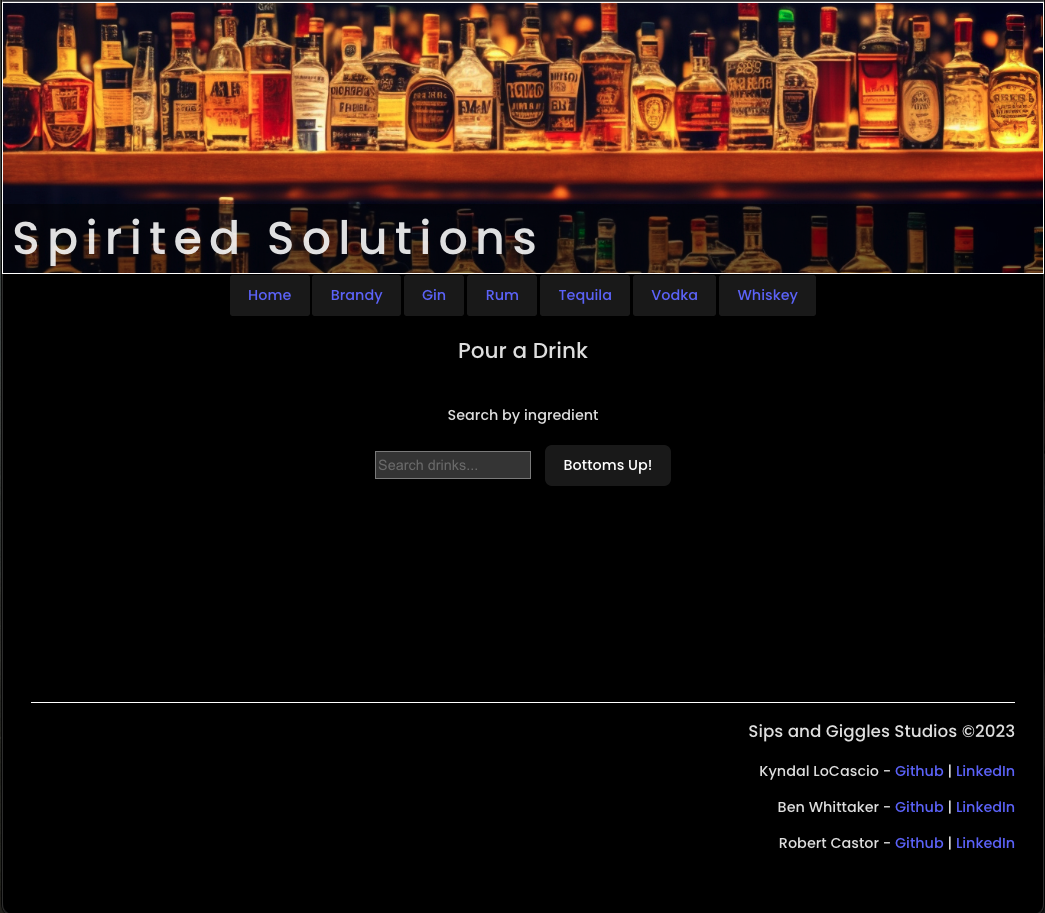 Spirited Solutions
Home Brandy Gin Rum Tequila Vodka Whiskey
Pour a Drink
Search by ingredient
Search drinks... Bottoms Up!
Sips and Giggles Studios ©2023
Kyndal LoCascio - Github | LinkedIn
Ben Whittaker - Github | LinkedIn
Robert Castor - Github | LinkedIn